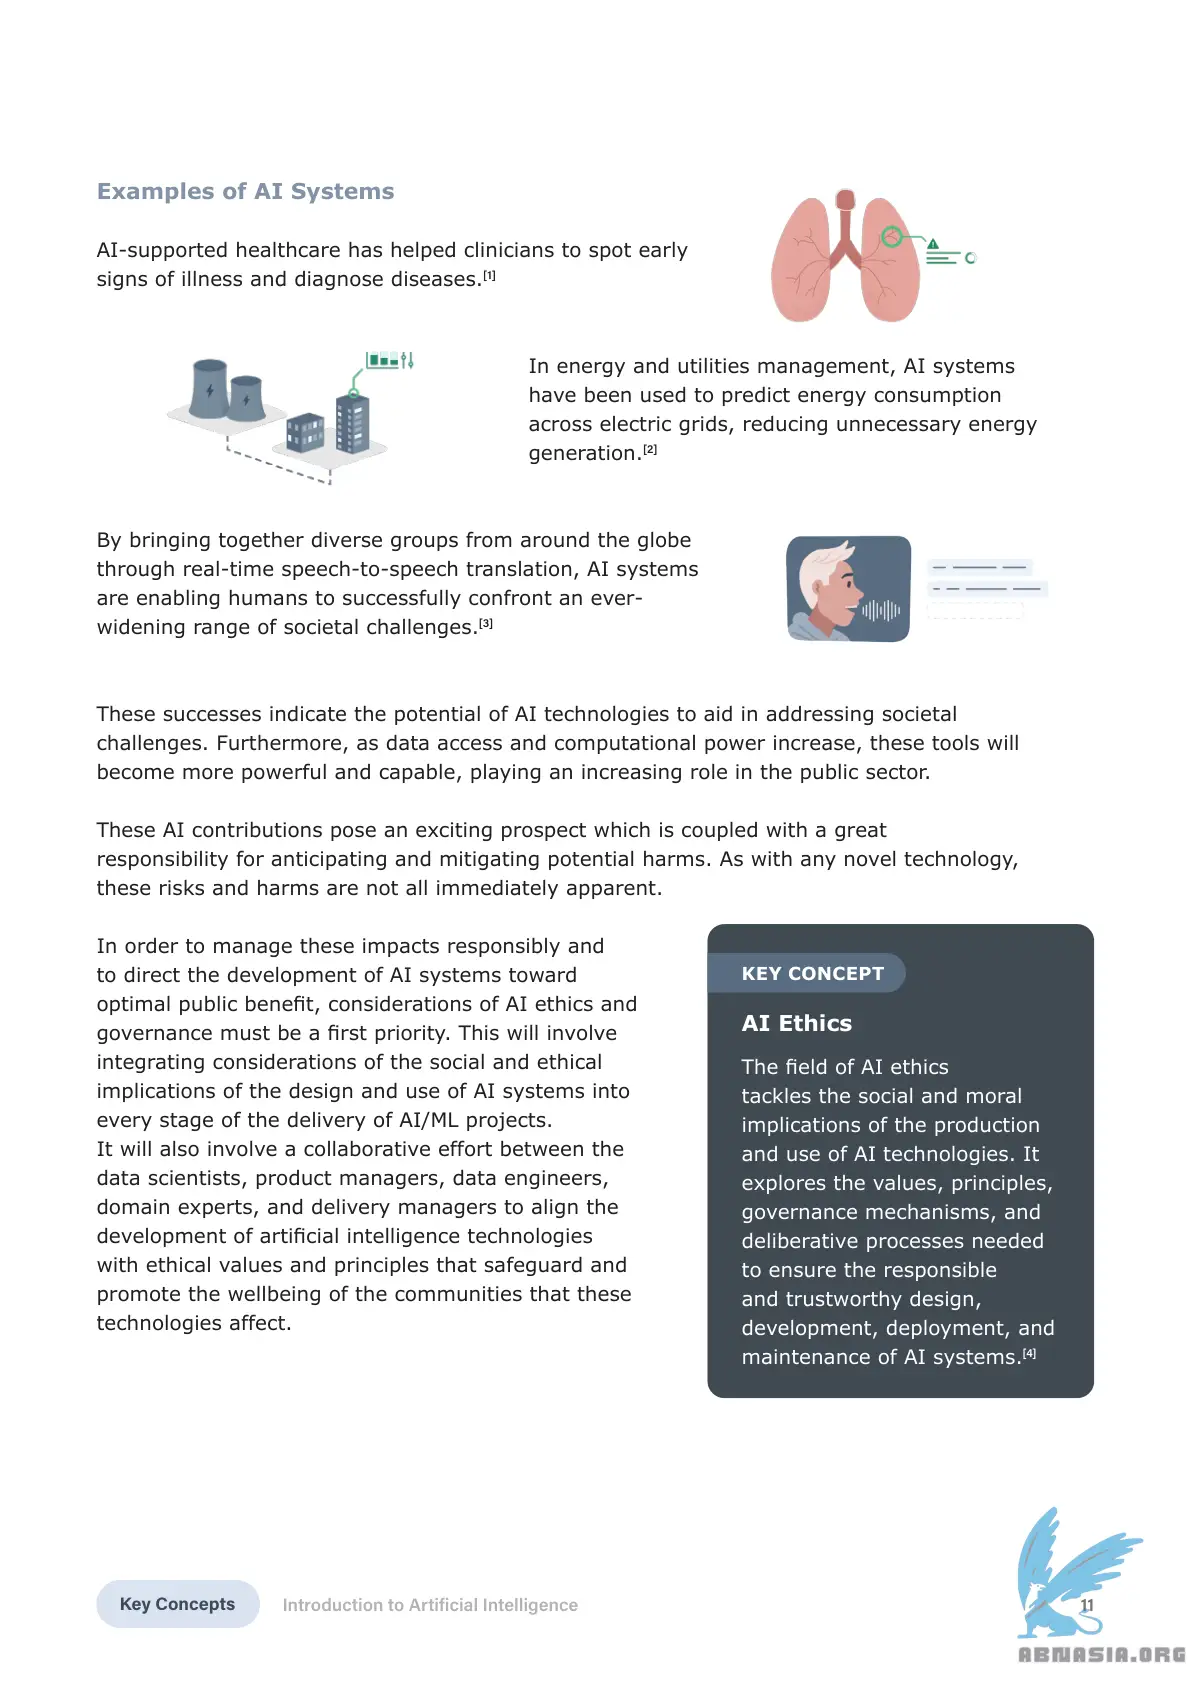 Examples of AI Systems
AI-supported healthcare has helped clinicians to spot early
signs of illness and diagnose diseases.[1]
In energy and utilities management, AI systems
have been used to predict energy consumption
across electric grids, reducing unnecessary energy
generation.[2]
By bringing together diverse groups from around the globe
through real-time speech-to-speech translation, AI systems
are enabling humans to successfully confront an ever-
widening range of societal challenges.[3]
These successes indicate the potential of AI technologies to aid in addressing societal
challenges. Furthermore, as data access and computational power increase, these tools will
become more powerful and capable, playing an increasing role in the public sector.
These AI contributions pose an exciting prospect which is coupled with a great
responsibility for anticipating and mitigating potential harms. As with any novel technology,
these risks and harms are not all immediately apparent.
In order to manage these impacts responsibly and
to direct the development of AI systems toward
optimal public benefit, considerations of AI ethics and
governance must be a first priority. This will involve
integrating considerations of the social and ethical
implications of the design and use of AI systems into
every stage of the delivery of AI/ML projects.
It will also involve a collaborative effort between the
data scientists, product managers, data engineers,
domain experts, and delivery managers to align the
development of artificial intelligence technologies
with ethical values and principles that safeguard and
promote the wellbeing of the communities that these
technologies affect.
KEY CONCEPT
AI Ethics
The field of AI ethics
tackles the social and moral
implications of the production
and use of AI technologies. It
explores the values, principles,
governance mechanisms, and
deliberative processes needed
to ensure the responsible
and trustworthy design,
development, deployment, and
maintenance of AI systems.[4]
Key Concepts
Introduction to Artificial Intelligence
11
ABNASIA.ORG